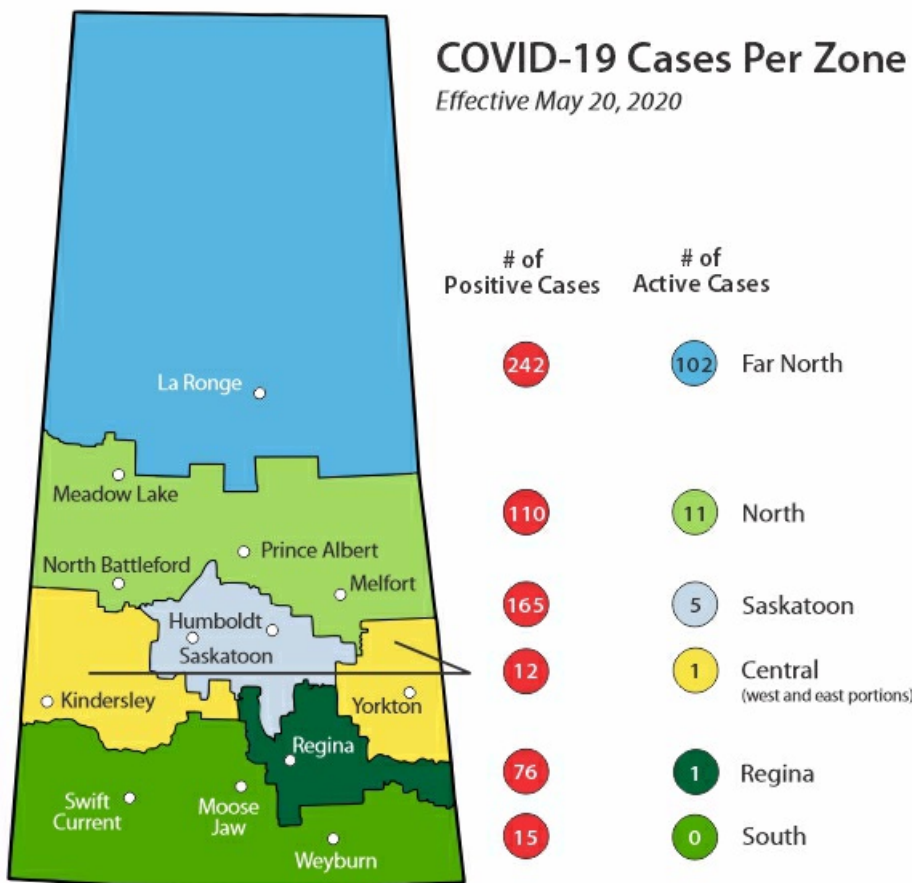 COVID-19 Cases Per Zone
Effective May 20, 2020
# of
Positive Cases
# of
Active Cases
242
102
Far North
110
11
North
165
5
Saskatoon
12
1
Central
(west and east portions)
76
1
Regina
15
0
South
La Ronge
Meadow Lake
Prince Albert
North Battleford
Melfort
Humboldt
Saskatoon
Kindersley
Yorkton
Regina
Swift
Current
Moose
Jaw
Weyburn